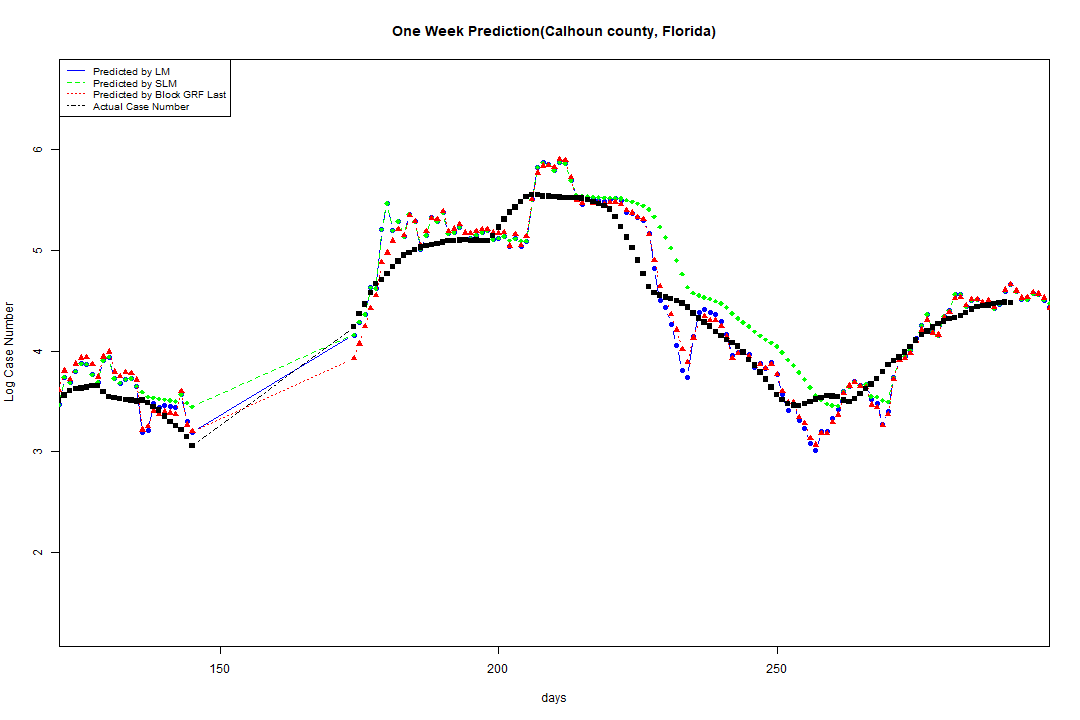 One Week Prediction(Calhoun county, Florida)
Predicted by LM
Predicted by SLM
Predicted by Block GRF Last
Actual Case Number
6
5
4
3
2
Log Case Number
150
200
250
days